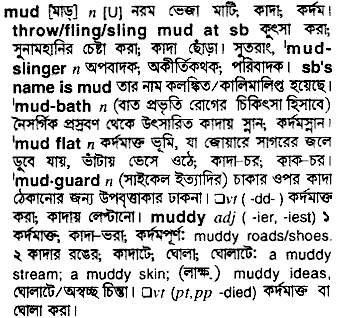 mud [মাড্] n [U] নরম ভেজা মাটি; কাদা; কর্দম।
throw/fling/sling mud at sb কুৎসা করা;
সুনামহানির চেষ্টা করা; কাদা ছোঁড়া। সুতরাং, 'mud-
slinger n অপবাদক; অকীর্তিকথক; পরিবাদক। sb's
name is mud তার নাম কলঙ্কিত/কালিমালিপ্ত হয়েছে।
'mud-bath n (বাত প্রভৃতি রোগের চিকিৎসা হিসাবে)
নৈসর্গিক প্রস্রবণ থেকে উৎসারিত কাদায় স্নান; কর্দমস্নান।
'mud flat n কর্দমাক্ত ভূমি, যা জোয়ারে সাগরের জলে
ডুবে যায়, ভাঁটায় ভেসে ওঠে; কাদা-চর; কাক-চর।
'mud-guard n (সাইকেল ইত্যাদির) চাকার ওপর কাদা
ঠেকানোর জন্য উপবৃত্তাকার ঢাকনা। □vt (-dd-) কর্দমাক্ত
করা; কাদায় লেপ্টানো। muddy adj (-ier, -iest) ১
কর্দমাক্ত; কাদা-ভরা; কর্দমপূর্ণ: muddy roads/shoes.
২ কাদার রঙের; কাদাটে; ঘোলা; ঘোলাটে: a muddy
stream; a muddy skin; (লাক্ষ.) muddy ideas,
ঘোলাটে/অস্বচ্ছ চিন্তা। □vt (pt,pp -died) কর্দমাক্ত বা
ঘোলা করা।